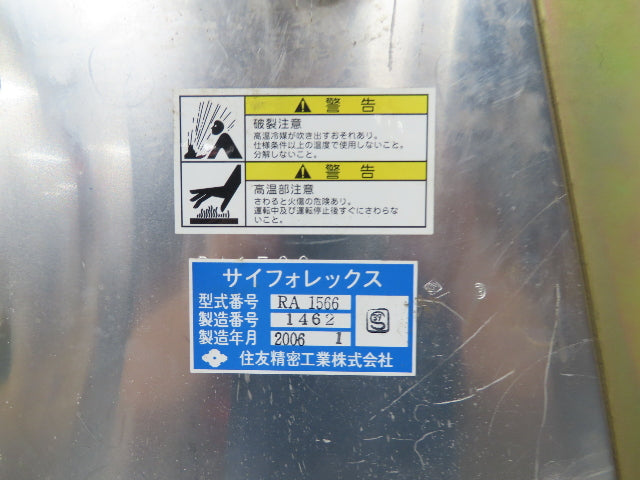 警告
破裂注意
高温冷媒が吹き出すおそれあり。
仕様条件以上の温度で使用しないこと。
分解しないこと。
警告
高温部注意
さわると火傷の危険あり。
運転中及び運転停止後すぐにさわらな
いこと。
サイフォレックス
型式番号 RA 1566
製造番号 1462
製造年月 2006 1
住友精密工業株式会社